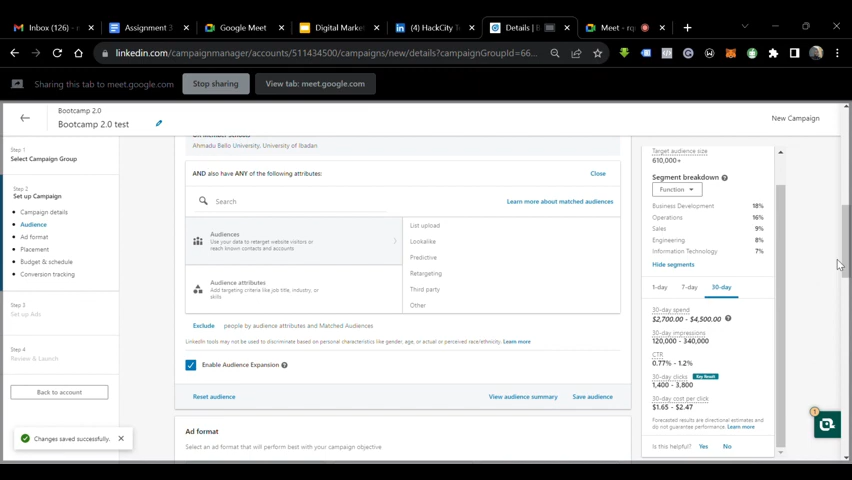 Inbox (1) - m
Assignment 3
Google Meet
Digital Market
(4) HackCity T
Details | B
Meet - rqp
linkedin.com/campaignmanager/accounts/511434500/campaigns/new/details?campaignGroupId=66...
Sharing this tab to meet.google.com
Stop sharing
View tab: meet.google.com
Bootcamp 2.0
Bootcamp 2.0 test
New Campaign
Step 1
Select Campaign Group
Step 2
Set up Campaign
Campaign details
Audience
Ad format
Placement
Budget & schedule
Conversion tracking
Step 3
Set up Ads
Step 4
Review & Launch
Back to account
Changes saved successfully.
Ahmadu Bello University, University of Ibadan
AND also have ANY of the following attributes:
Close
Search
Learn more about matched audiences
Audiences
Use your data to retarget website visitors or
reach known contacts and accounts
Audience attributes
Add targeting criteria like job title, industry, or
skills
List upload
Lookalike
Predictive
Retargeting
Third party
Other
Exclude people by audience attributes and Matched Audiences
LinkedIn tools may not be used to discriminate based on personal characteristics like gender, age, or actual or perceived race/ethnicity. Learn more
Enable Audience Expansion
Reset audience
View audience summary
Save audience
Ad format
Select an ad format that will perform best with your campaign objective
Target audience size
610,000+
Segment breakdown
Function
Business Development 18%
Operations 16%
Sales 9%
Engineering 8%
Information Technology 7%
Hide segments
1-day 7-day 30-day
30-day spend
$2,700.00 - $4,500.00
30-day impressions
120,000 - 340,000
CTR
0.77% - 1.2%
30-day clicks Key Result
1,400 - 3,800
30-day cost per click
$1.65 - $2.47
Forecasted results are directional estimates and
do not guarantee performance. Learn more
Is this helpful? Yes No
1